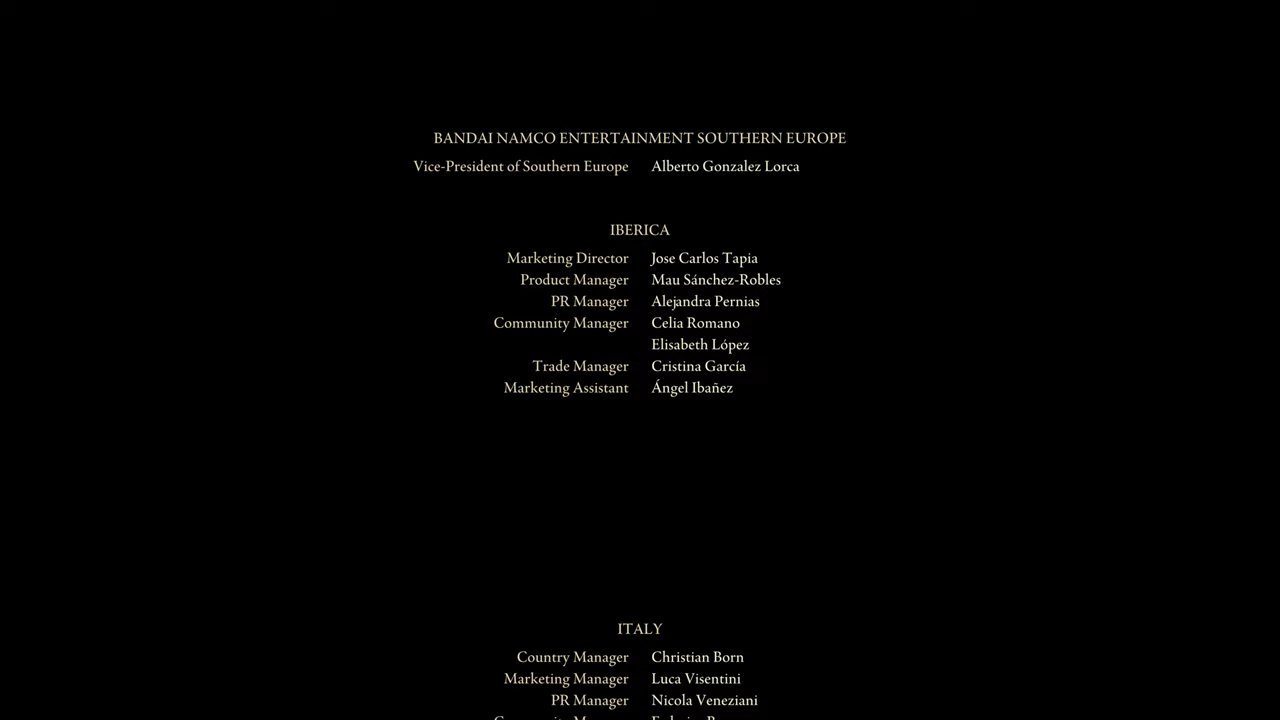 BANDAI NAMCO ENTERTAINMENT SOUTHERN EUROPE
Vice-President of Southern Europe Alberto Gonzalez Lorca
IBERICA
Marketing Director Jose Carlos Tapia
Product Manager Mau Sánchez-Robles
PR Manager Alejandra Pernias
Community Manager Celia Romano
Elisabeth López
Trade Manager Cristina García
Marketing Assistant Ángel Ibañez
ITALY
Country Manager Christian Born
Marketing Manager Luca Visentini
PR Manager Nicola Veneziani